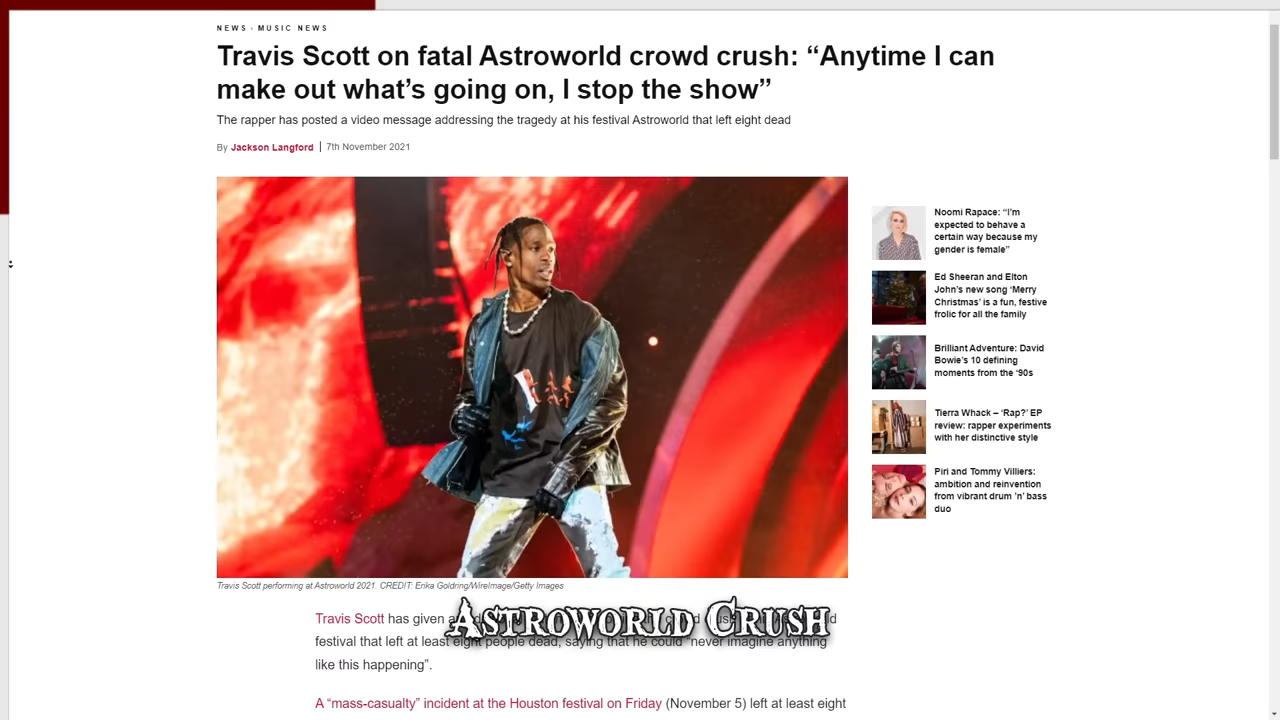 NEWS › MUSIC NEWS
Travis Scott on fatal Astroworld crowd crush: “Anytime I can
make out what’s going on, I stop the show”
The rapper has posted a video message addressing the tragedy at his festival Astroworld that left eight dead
By Jackson Langford | 7th November 2021
Noomi Rapace: “I’m
expected to behave a
certain way because my
gender is female”
Ed Sheeran and Elton
John’s new song ‘Merry
Christmas’ is a fun, festive
frolic for all the family
Brilliant Adventure: David
Bowie’s 10 defining
moments from the ‘90s
Tierra Whack – ‘Rap?’ EP
review: rapper experiments
with her distinctive style
Piri and Tommy Villiers:
ambition and reinvention
from vibrant drum ’n’ bass
duo
Travis Scott performing at Astroworld 2021. CREDIT: Erika Goldring/WireImage/Getty Images
Astroworld Crush
Travis Scott has given
festival that left at least eight people dead, saying that he could “never imagine anything
like this happening”.
A “mass-casualty” incident at the Houston festival on Friday (November 5) left at least eight